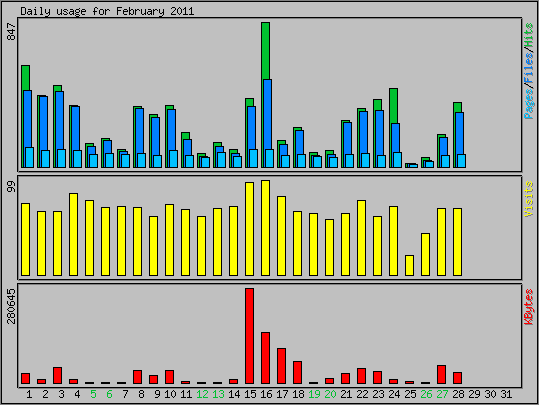 Daily usage for February 2011
847
Pages/Files/Hits
99
Visits
280645
KBytes
1 2 3 4 5 6 7 8 9 10 11 12 13 14 15 16 17 18 19 20 21 22 23 24 25 26 27 28 29 30 31